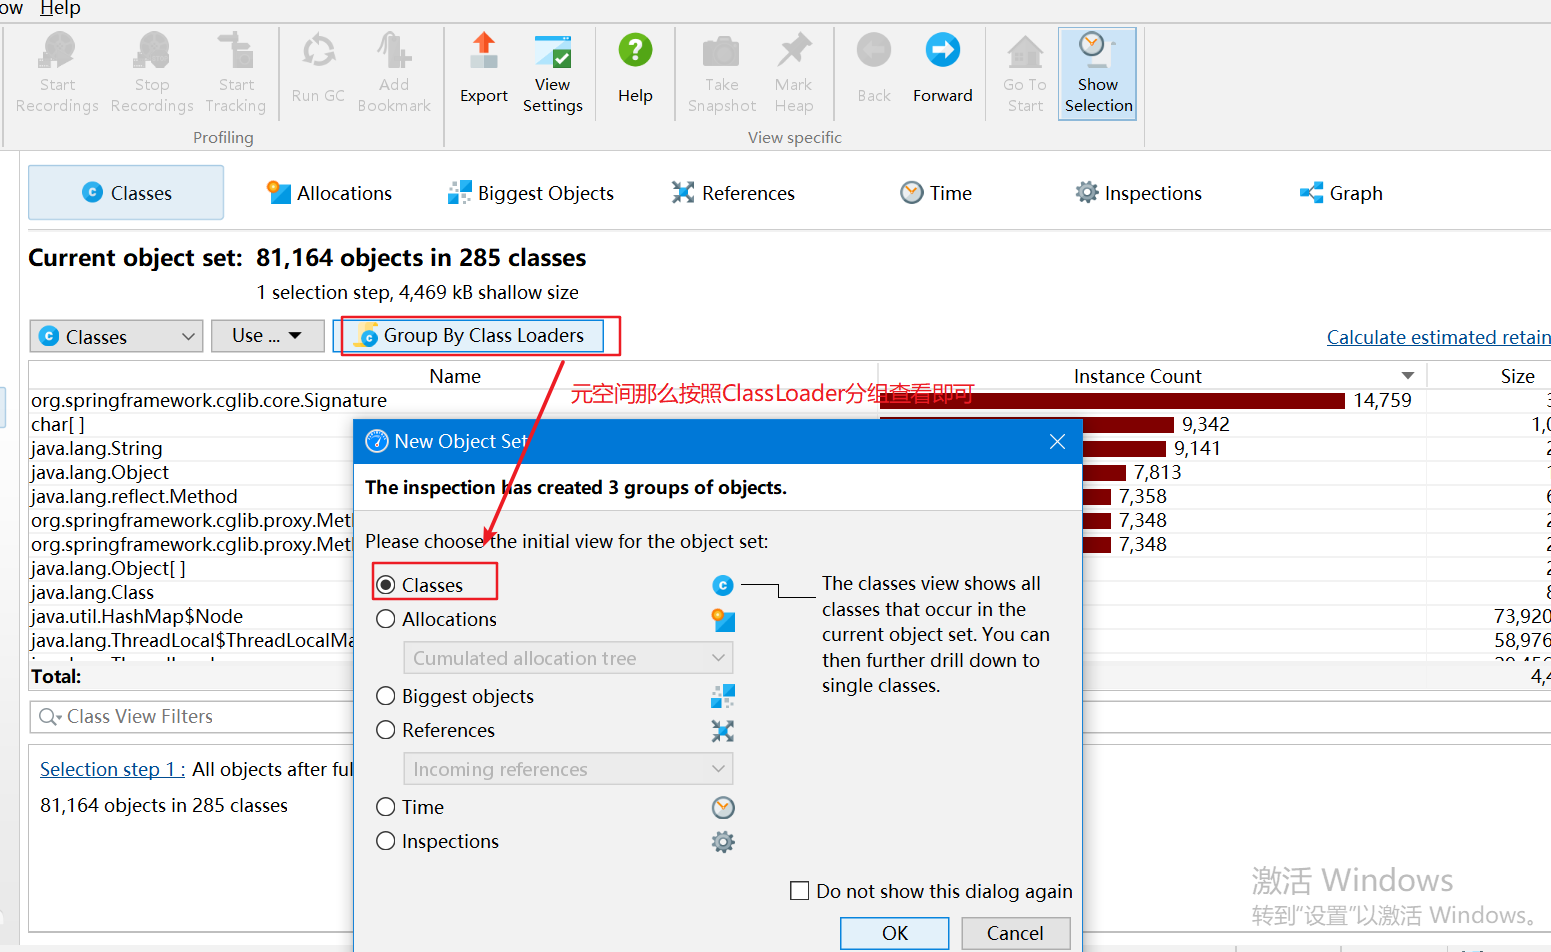 ow Help
Start Recordings
Stop Recordings
Start Tracking
Run GC
Add Bookmark
Export
View Settings
Help
Take Snapshot
Mark Heap
Back
Forward
Go To Start
Show Selection
Profiling
View specific
Classes
Allocations
Biggest Objects
References
Time
Inspections
Graph
Current object set: 81,164 objects in 285 classes
1 selection step, 4,469 kB shallow size
Classes
Use ...
Group By Class Loaders
Calculate estimated retain
Name Instance Count Size
元空间那么按照ClassLoader分组查看即可
org.springframework.cglib.core.Signature 14,759
char[ ] 9,342
java.lang.String 9,141
java.lang.Object 7,813
java.lang.reflect.Method 7,358
org.springframework.cglib.proxy.Met 7,348
org.springframework.cglib.proxy.Met 7,348
java.lang.Object[ ]
java.lang.Class
java.util.HashMap$Node 73,920
java.lang.ThreadLocal$ThreadLocalMa 58,976
Total: 4,4
Class View Filters
Selection step 1 : All objects after ful
81,164 objects in 285 classes
New Object Set
The inspection has created 3 groups of objects.
Please choose the initial view for the object set:
Classes
Allocations
Cumulated allocation tree
Biggest objects
References
Incoming references
Time
Inspections
The classes view shows all
classes that occur in the
current object set. You can
then further drill down to
single classes.
Do not show this dialog again
OK
Cancel
激活 Windows
转到“设置”以激活 Windows。